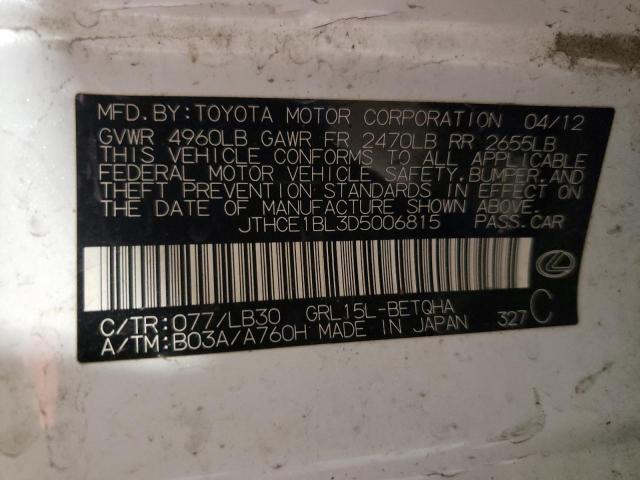 MFD. BY: TOYOTA MOTOR CORPORATION 04/12
GVWR 4960LB GAWR FR 2470LB RR 2655LB
THIS VEHICLE CONFORMS TO ALL APPLICABLE
FEDERAL MOTOR VEHICLE SAFETY, BUMPER, AND
THEFT PREVENTION STANDARDS IN EFFECT ON
THE DATE OF MANUFACTURE SHOWN ABOVE.
JTHCE1BL3D5006815 PASS. CAR
C/TR: 077/LB30 GRL15L-BETQHA
A/TM: B03A/A760H MADE IN JAPAN 327 C